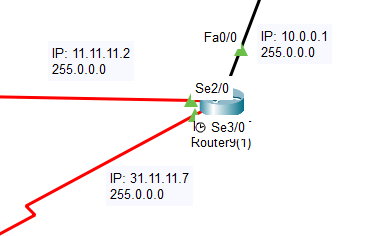 Fa0/0
IP: 10.0.0.1
255.0.0.0
IP: 11.11.11.2
255.0.0.0
Se2/0
Se3/0
Router9(1)
IP: 31.11.11.7
255.0.0.0